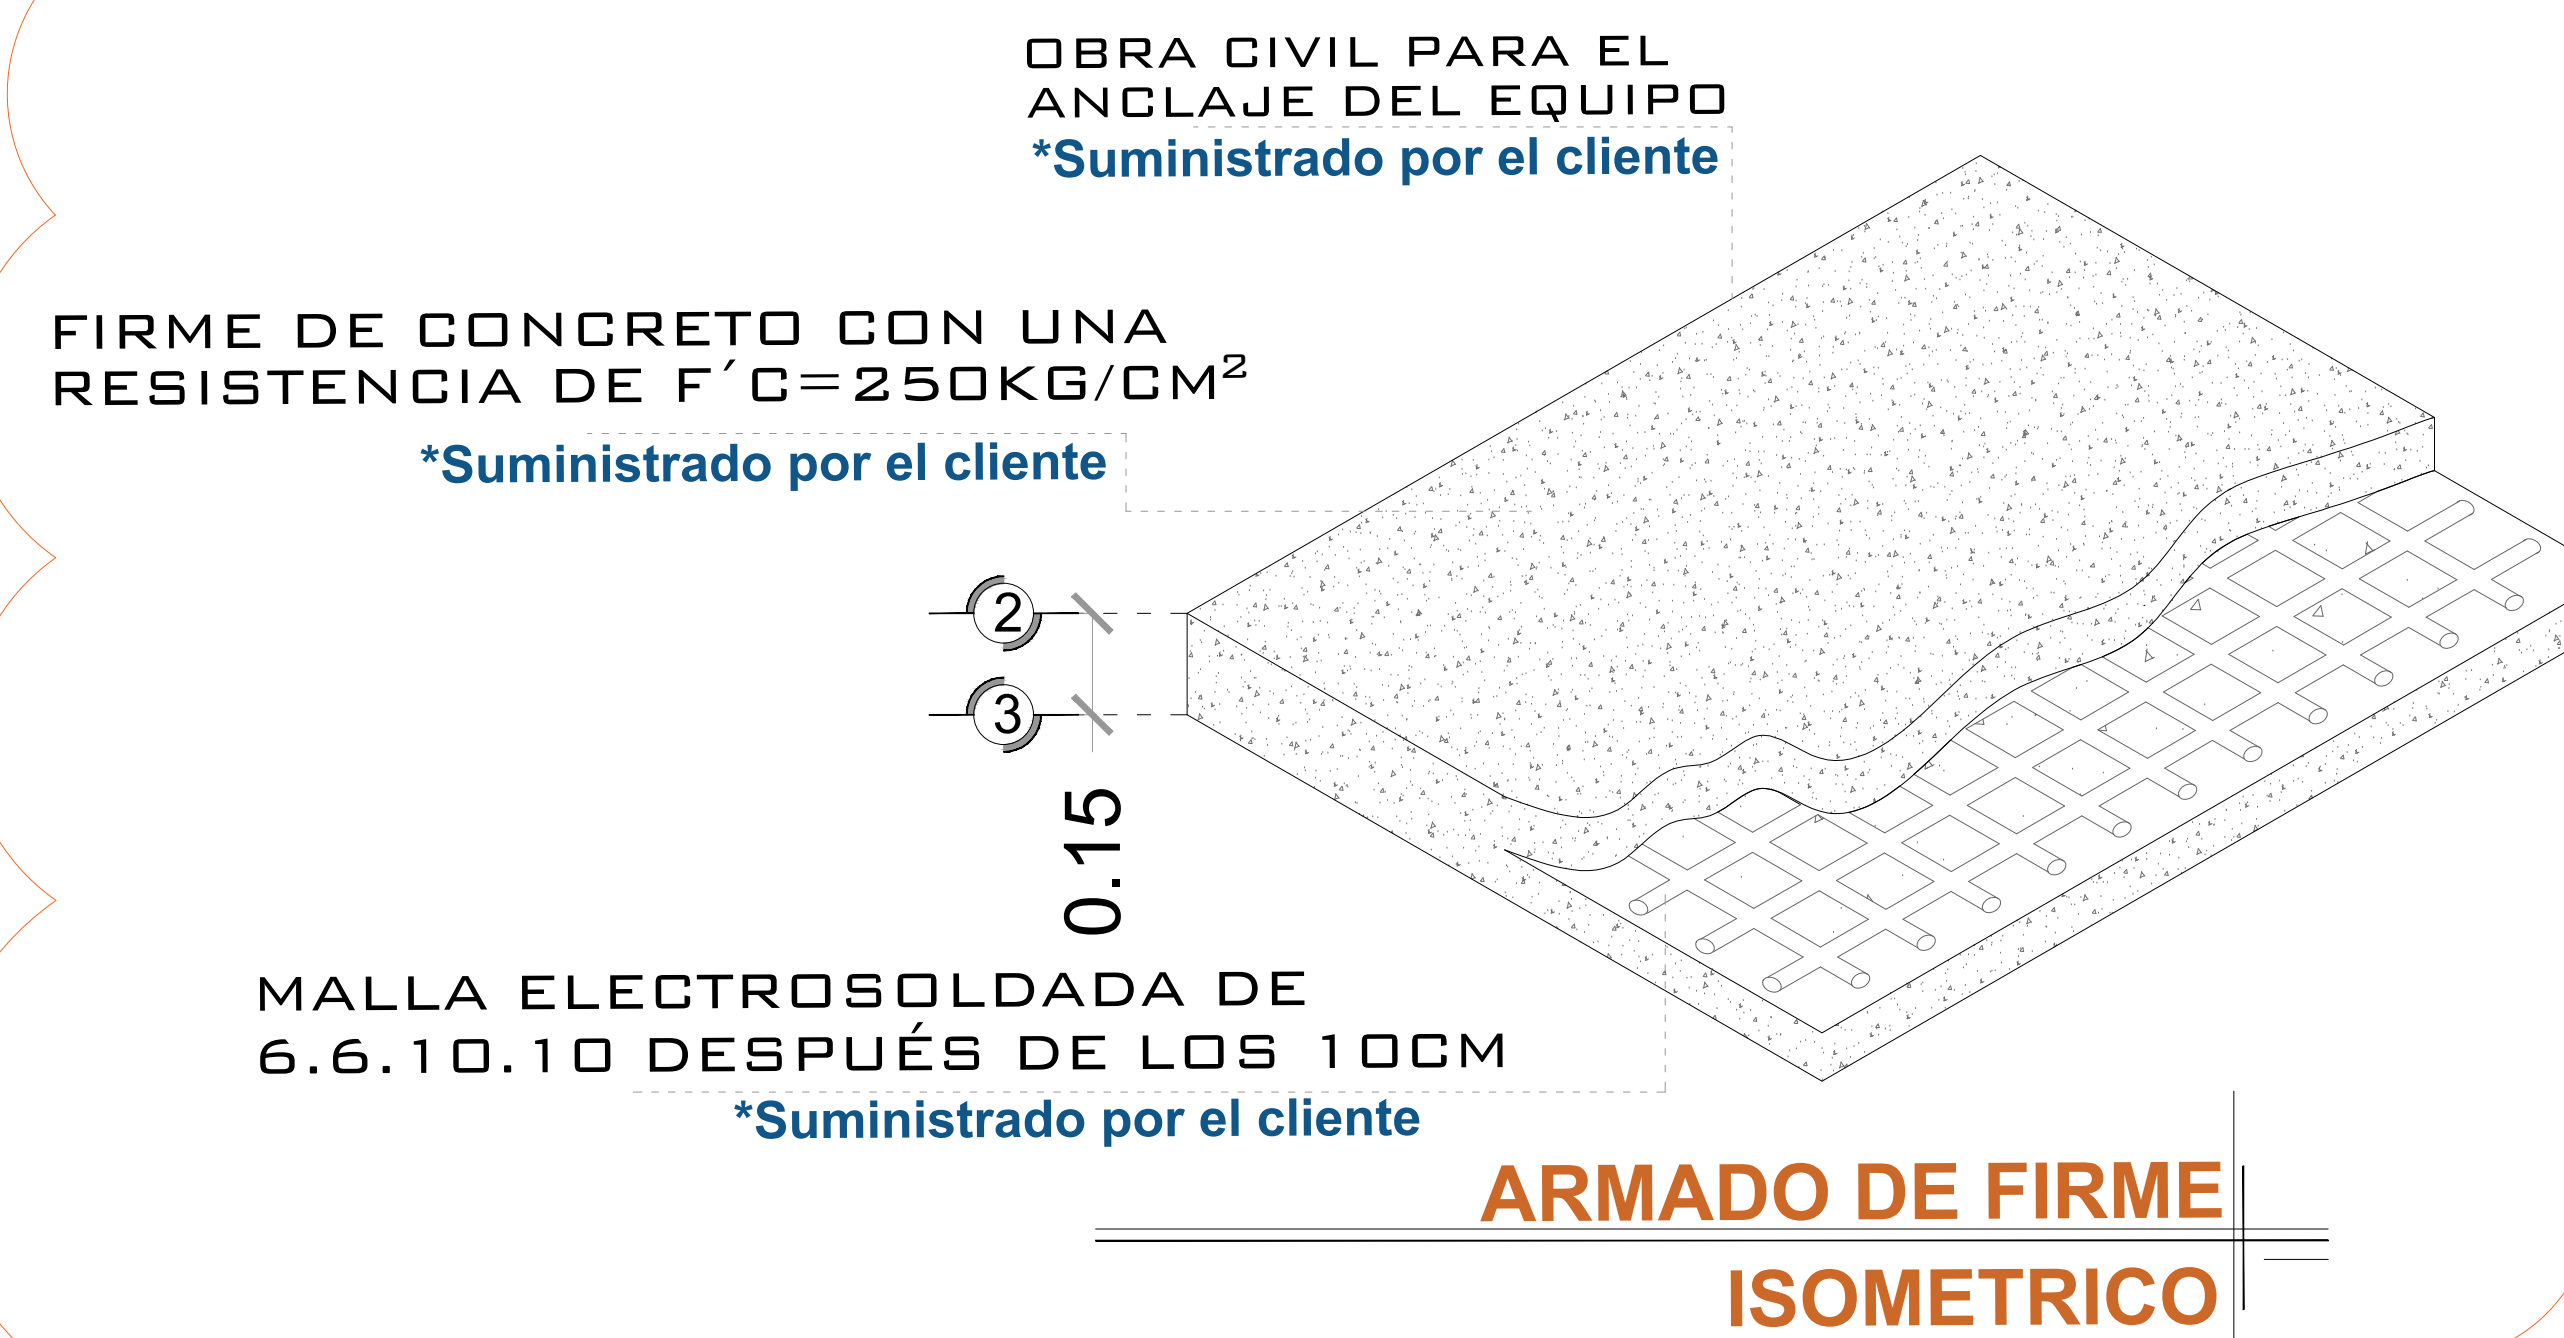 OBRA CIVIL PARA EL
ANCLAJE DEL EQUIPO
*Suministrado por el cliente
FIRME DE CONCRETO CON UNA
RESISTENCIA DE F´C=250KG/CM²
*Suministrado por el cliente
2
3
0.15
MALLA ELECTROSOLDADA DE
6.6.10.10 DESPUÉS DE LOS 10CM
*Suministrado por el cliente
ARMADO DE FIRME
ISOMETRICO